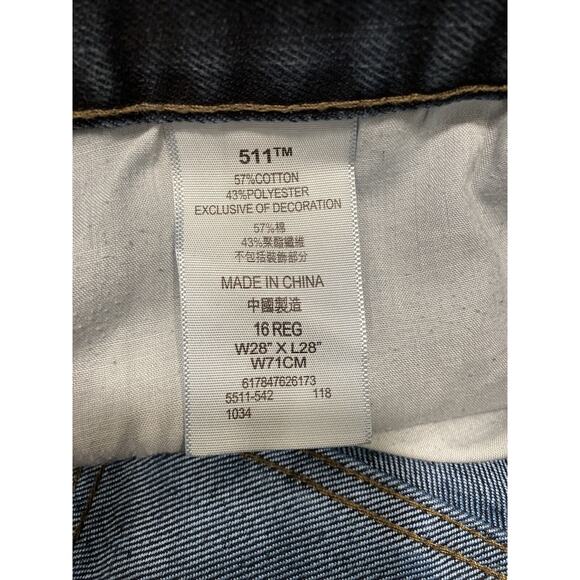 511™
57%COTTON
43%POLYESTER
EXCLUSIVE OF DECORATION
57%棉
43%聚酯纖維
不包括裝飾部分
MADE IN CHINA
中國製造
16 REG
W28" X L28"
W71CM
617847626173
5511-542 118
1034